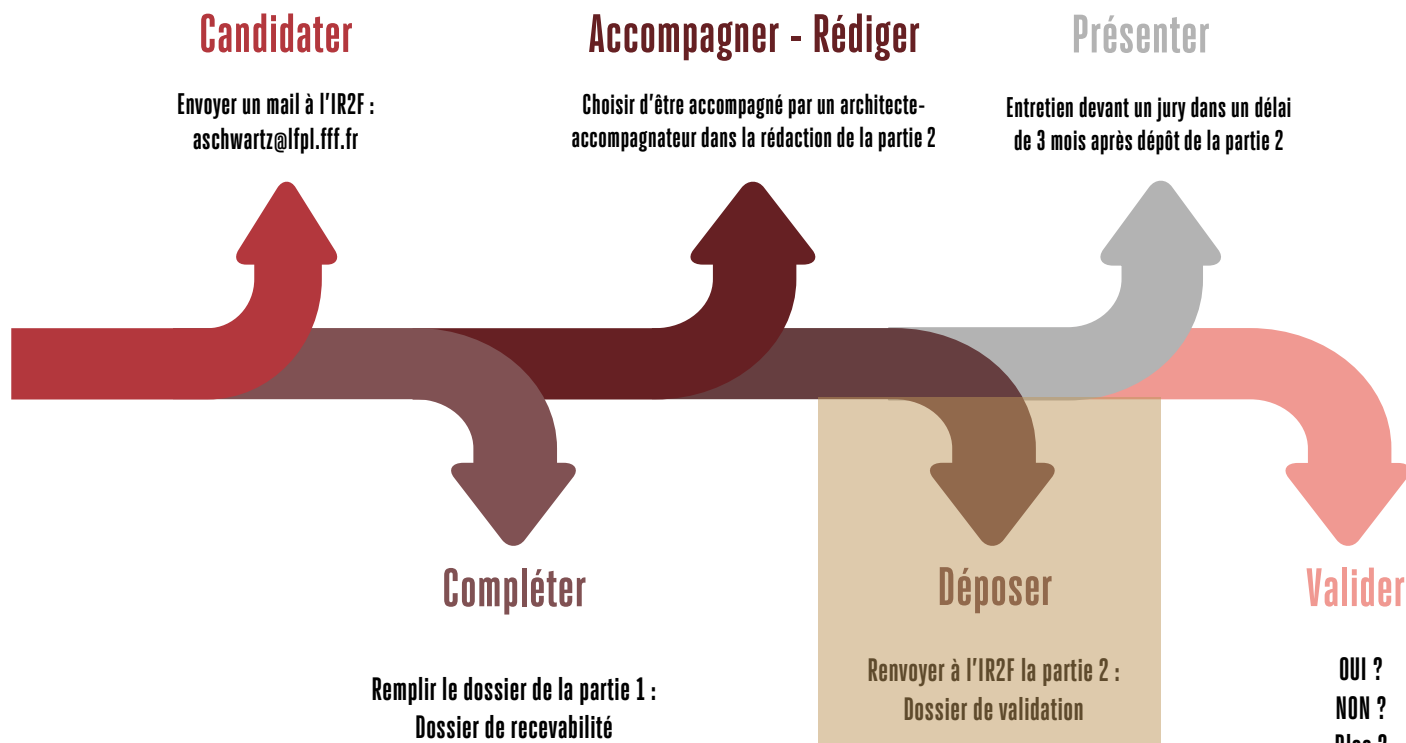 Candidater
Envoyer un mail à l'IR2F :
aschwartz@lfpl.fff.fr
Accompagner - Rédiger
Choisir d'être accompagné par un architecte-
accompagnateur dans la rédaction de la partie 2
Présenter
Entretien devant un jury dans un délai
de 3 mois après dépôt de la partie 2
Compléter
Remplir le dossier de la partie 1 :
Dossier de recevabilité
Déposer
Renvoyer à l'IR2F la partie 2 :
Dossier de validation
Valider
OUI ?
NON ?